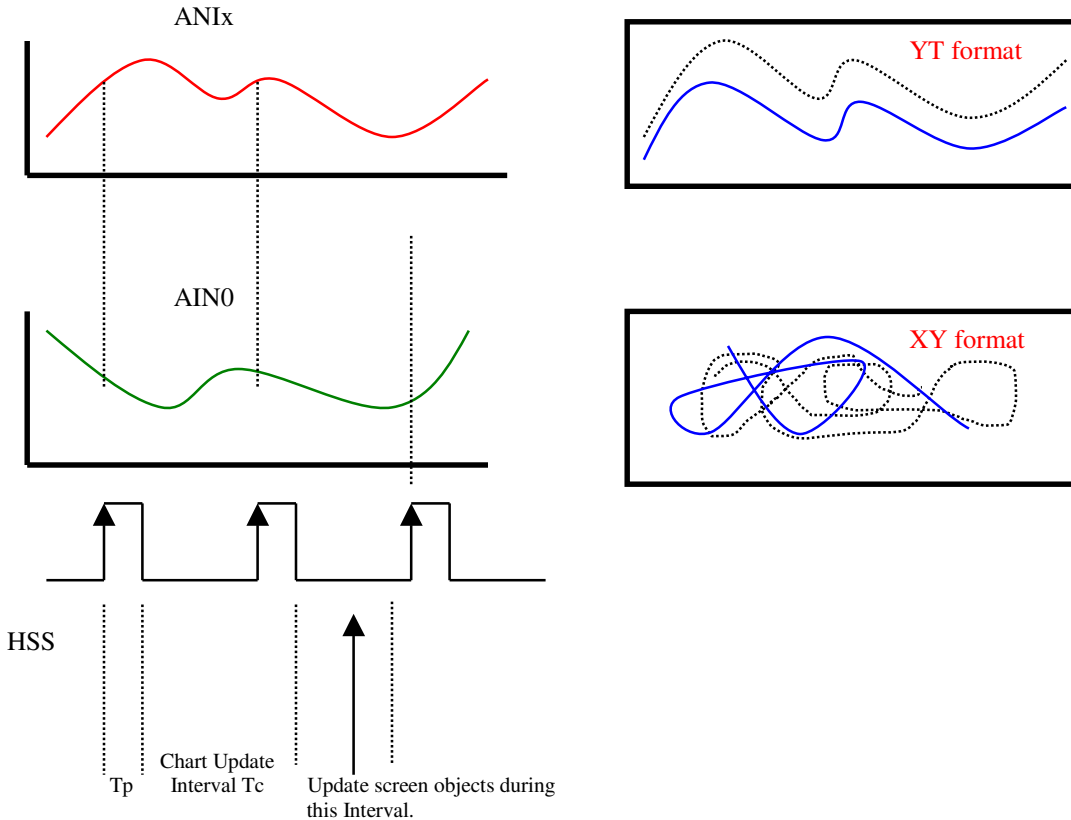 ANIx
YT format
AIN0
XY format
HSS
Tp
Chart Update
Interval Tc
Update screen objects during
this Interval.